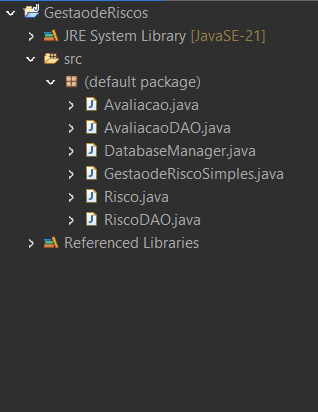 GestaodeRiscos
JRE System Library [JavaSE-21]
src
(default package)
Avaliacao.java
AvaliacaoDAO.java
DatabaseManager.java
GestaodeRiscoSimples.java
Risco.java
RiscoDAO.java
Referenced Libraries